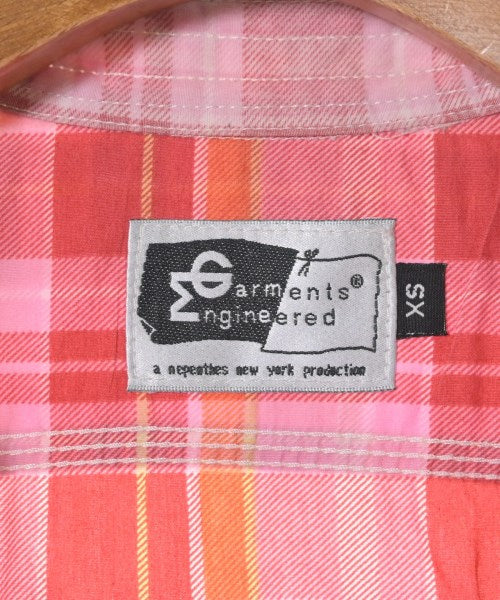 Garments®
Engineered
a nepenthes new york production
XS